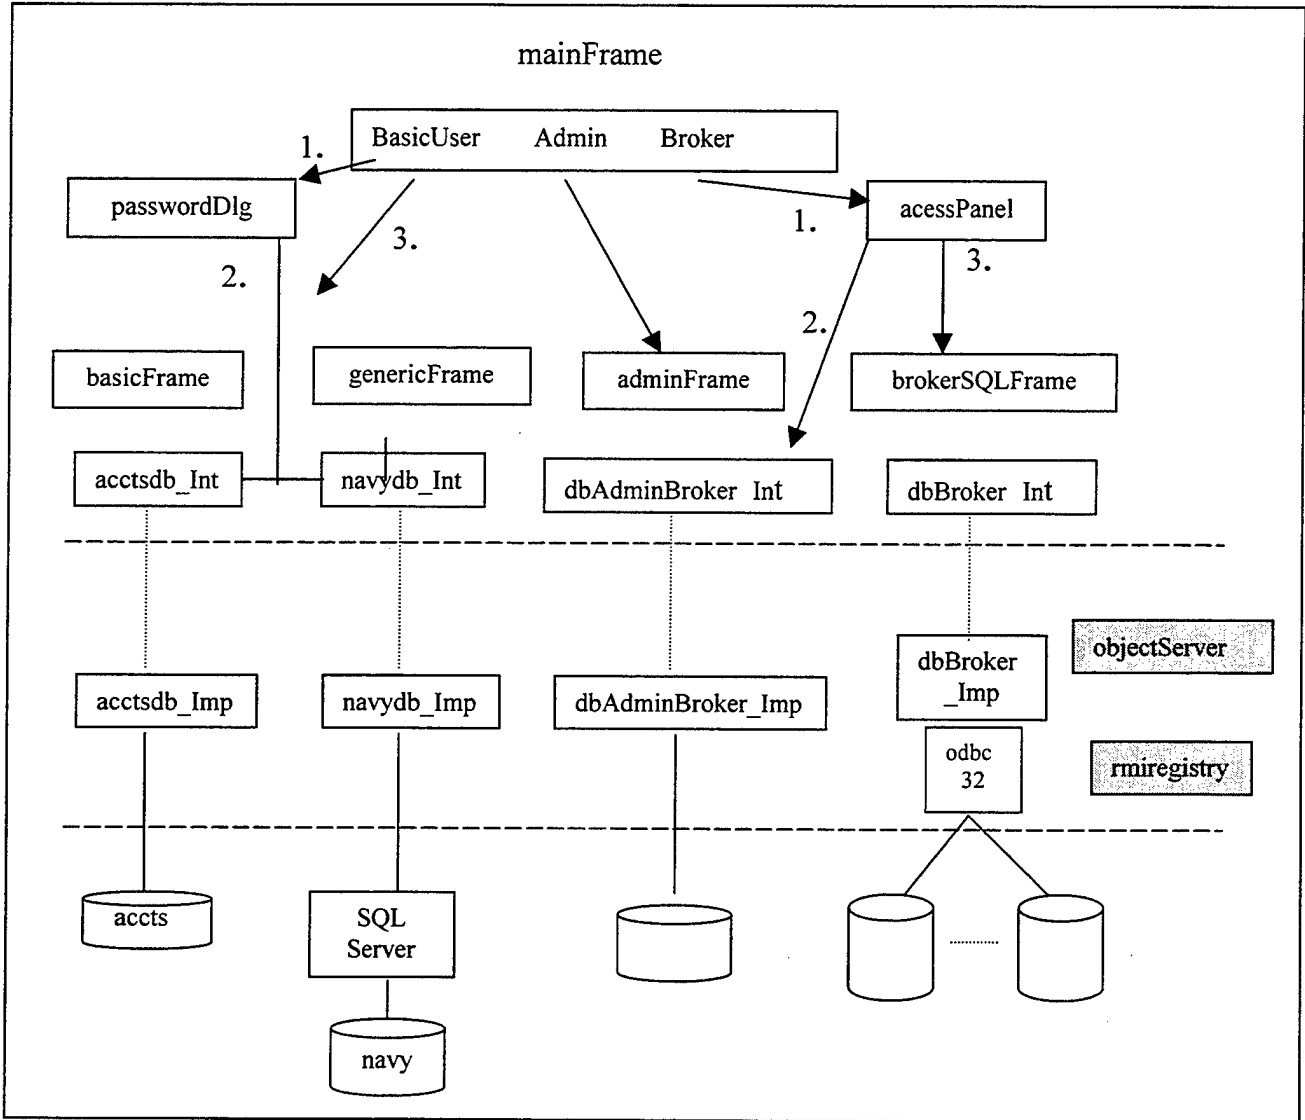 mainFrame
BasicUser Admin Broker
1.
passwordDlg
acessPanel
1.
3.
3.
2.
2.
basicFrame
genericFrame
adminFrame
brokerSQLFrame
acctsdb_Int
navydb_Int
dbAdminBroker Int
dbBroker Int
objectServer
dbBroker
_Imp
acctsdb_Imp
navydb_Imp
dbAdminBroker_Imp
odbc
32
rmiregistry
accts
SQL
Server
navy